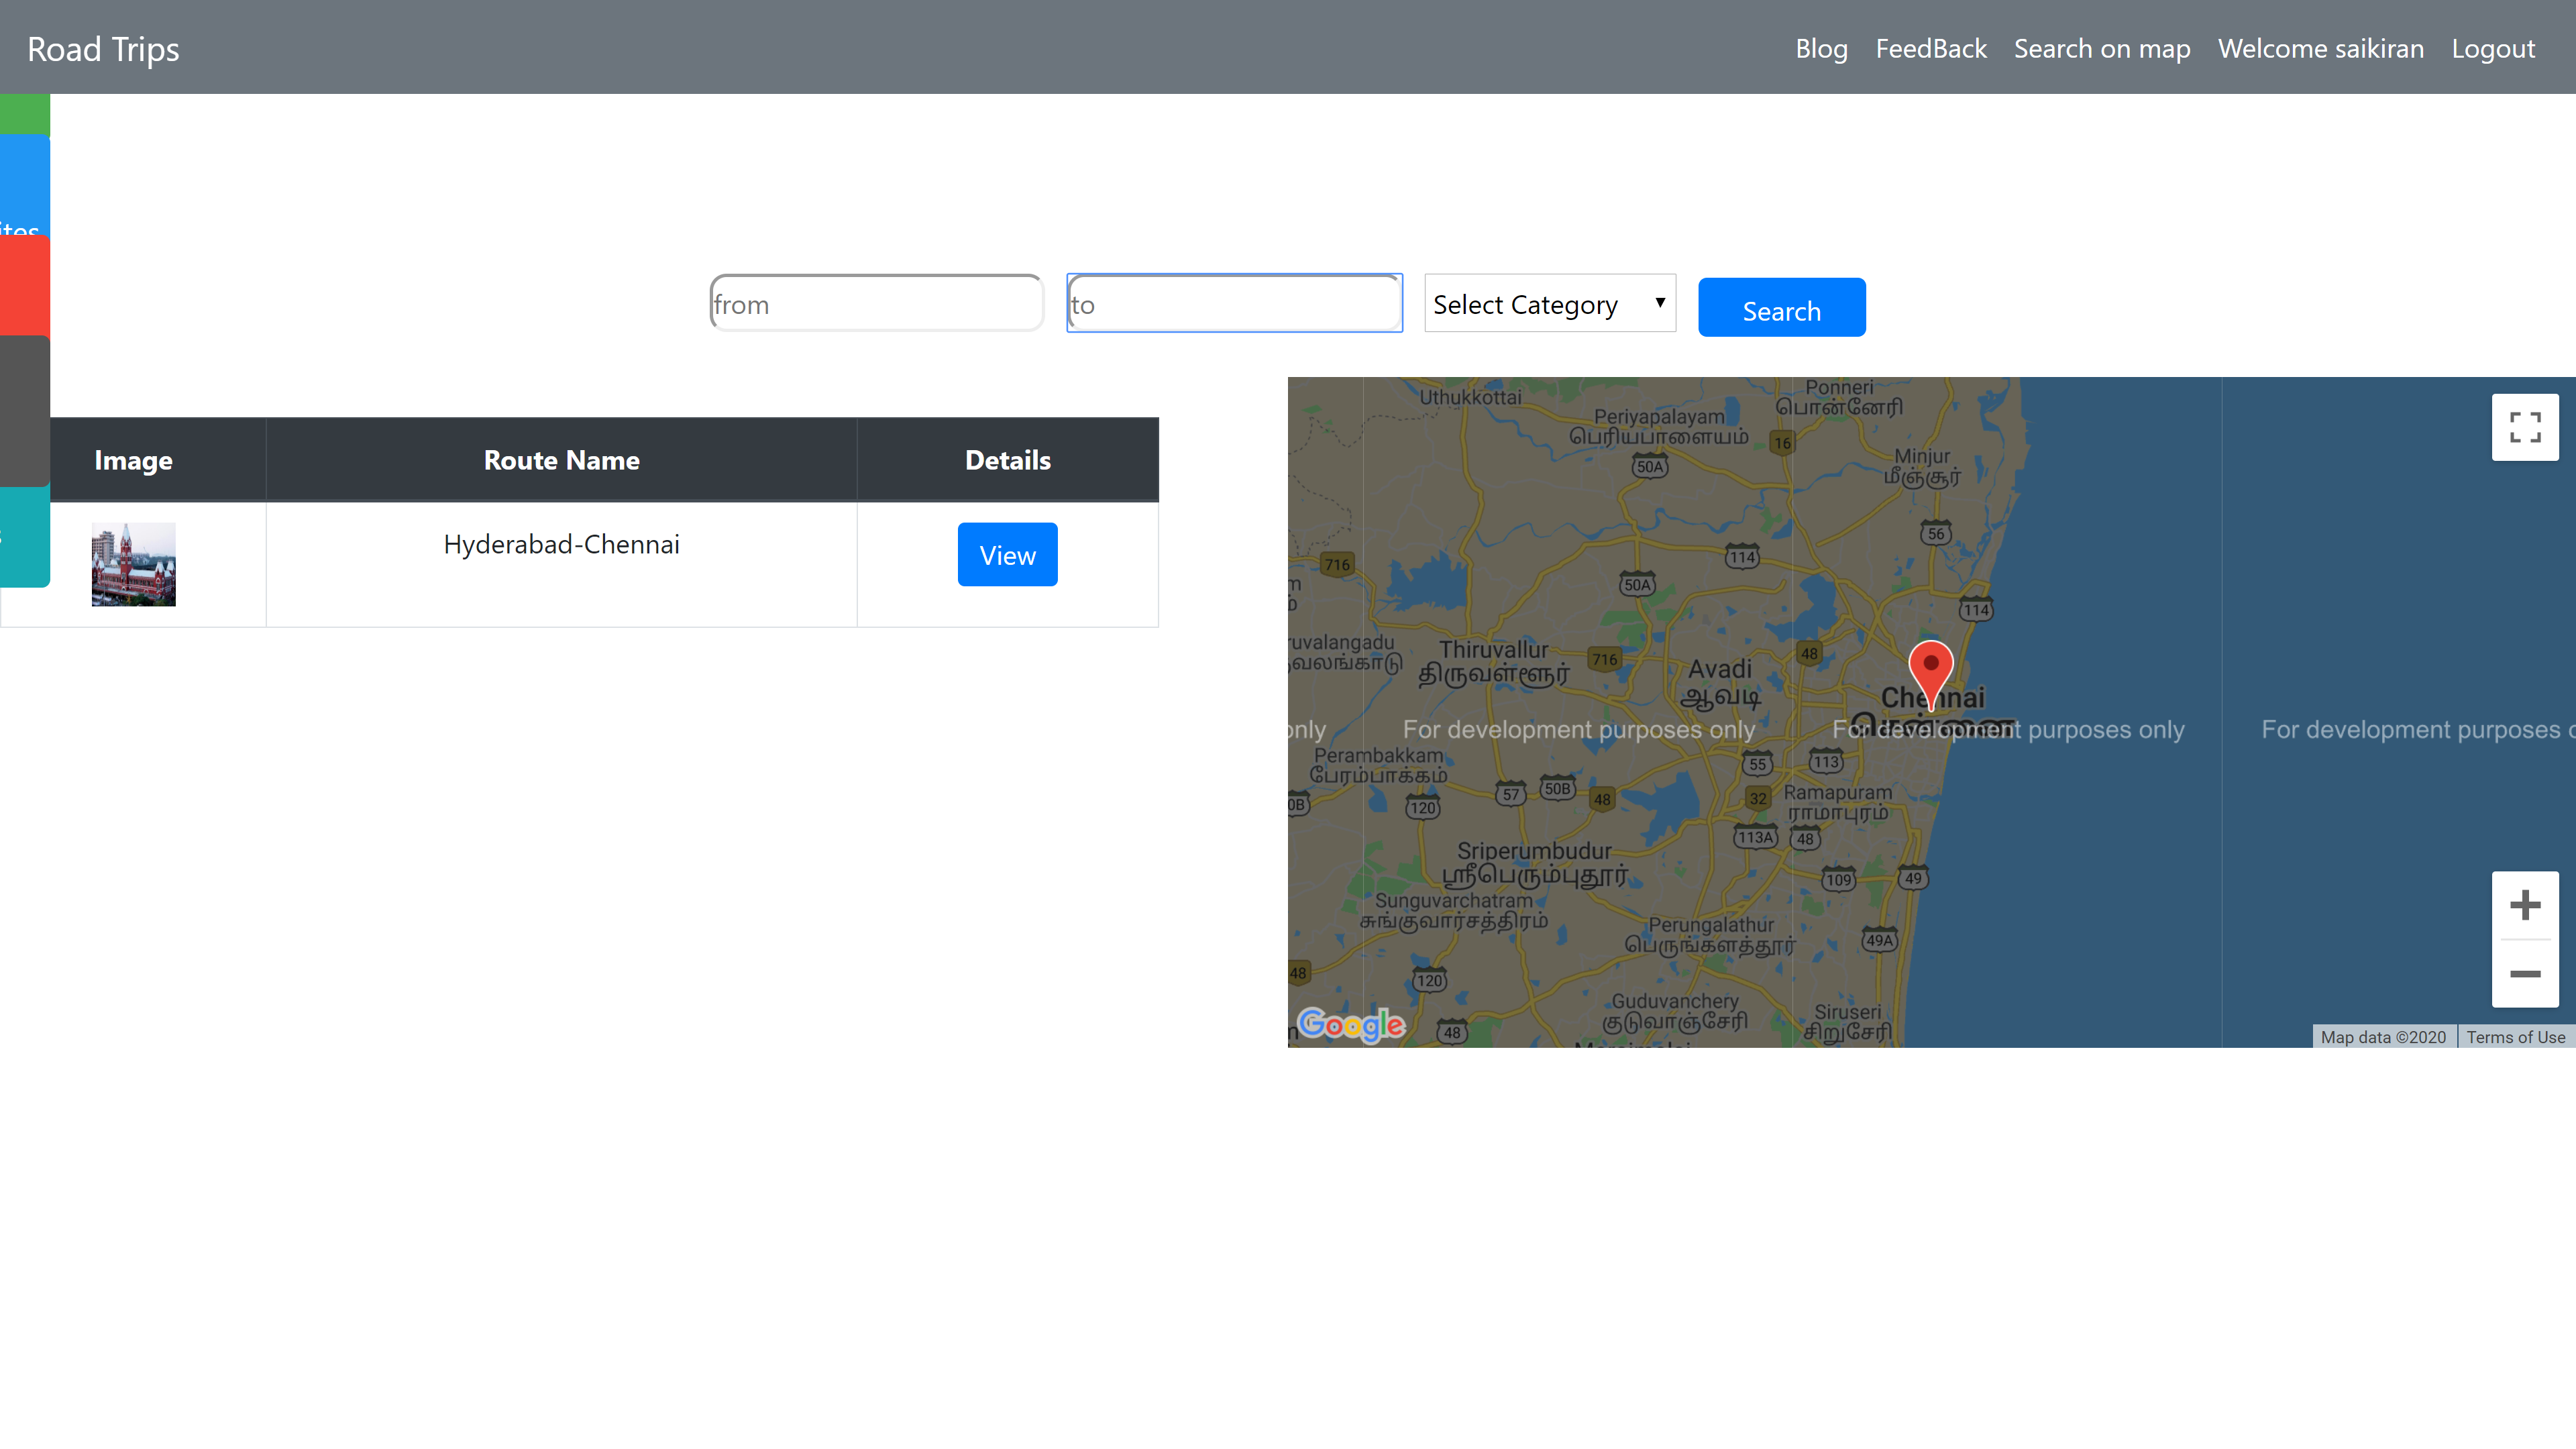 Road Trips
Blog FeedBack Search on map Welcome saikiran Logout
ites
from
to
Select Category
Search
Image Route Name Details
Hyderabad-Chennai
View
Uthukkottai
Ponneri
பொன்னேரி
Periyapalayam
பெரியபாளையம்
16
50A
Minjur
மீஞ்சூர்
56
114
716
50A
114
ruvalangadu
வலங்காடு
Thiruvallur
திருவள்ளூர்
716
48
Avadi
ஆவடி
Chennai
சென்னை
only
For development purposes only
For development purposes only
For development purposes
Perambakkam
பேரம்பாக்கம்
55
113
57
50B
48
32
0B
120
Ramapuram
ராமாபுரம்
113A
48
Sriperumbudur
ஸ்ரீபெரும்புதூர்
109
49
Sunguvarchatram
சுங்குவார்சத்திரம்
Perungalathur
பெருங்களத்தூர்
49A
48
120
Guduvanchery
கூடுவாஞ்சேரி
Siruseri
சிறுசேரி
Google
48
Map data ©2020
Terms of Use